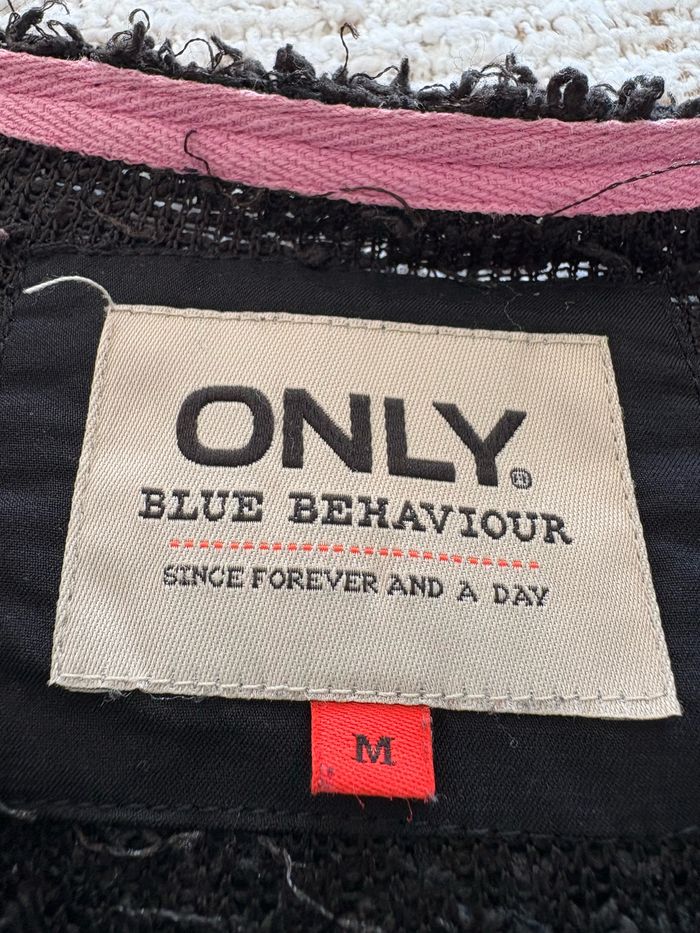 ONLY®
BLUE BEHAVIOUR
SINCE FOREVER AND A DAY
M